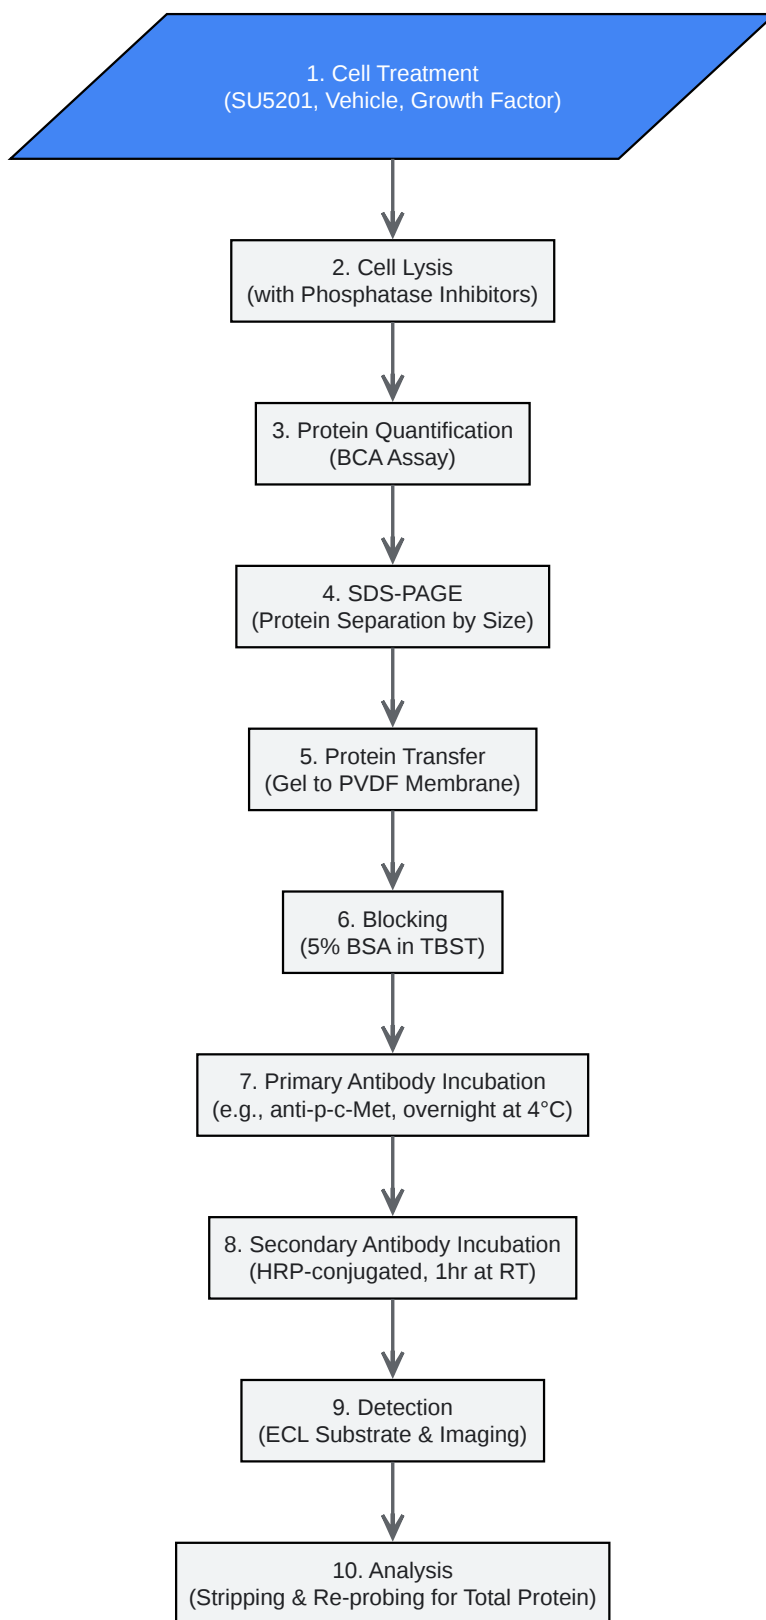 1. Cell Treatment
(SU5201, Vehicle, Growth Factor)
2. Cell Lysis
(with Phosphatase Inhibitors)
3. Protein Quantification
(BCA Assay)
4. SDS-PAGE
(Protein Separation by Size)
5. Protein Transfer
(Gel to PVDF Membrane)
6. Blocking
(5% BSA in TBST)
7. Primary Antibody Incubation
(e.g., anti-p-c-Met, overnight at 4°C)
8. Secondary Antibody Incubation
(HRP-conjugated, 1hr at RT)
9. Detection
(ECL Substrate & Imaging)
10. Analysis
(Stripping & Re-probing for Total Protein)